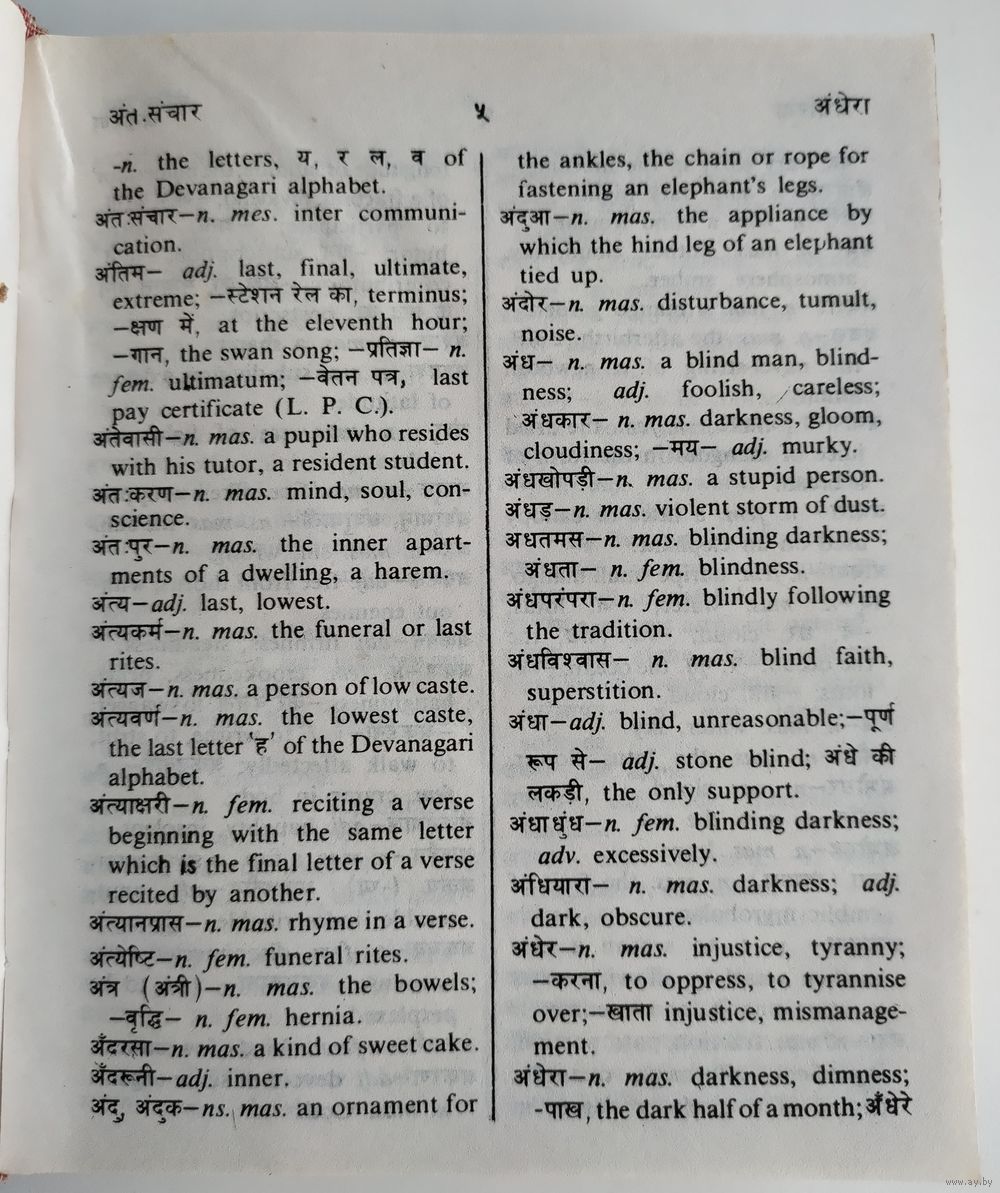 अंत.संचार
५
अंधेरा
-n. the letters, य, र ल, व of
the Devanagari alphabet.
अंत:संचार—n. mes. inter communi-
cation.
अंतिम— adj. last, final, ultimate,
extreme; —स्टेशन रेल का, terminus;
—क्षण में, at the eleventh hour;
—गान, the swan song; —प्रतिज्ञा— n.
fem. ultimatum; —वेतन पत्र, last
pay certificate (L. P. C.).
अंतेवासी—n. mas. a pupil who resides
with his tutor, a resident student.
अंत:करण—n. mas. mind, soul, con-
science.
अंत:पुर—n. mas. the inner apart-
ments of a dwelling, a harem.
अंत्य—adj. last, lowest.
अंत्यकर्म—n. mas. the funeral or last
rites.
अंत्यज—n. mas. a person of low caste.
अंत्यवर्ण—n. mas. the lowest caste,
the last letter 'ह' of the Devanagari
alphabet.
अंत्याक्षरी—n. fem. reciting a verse
beginning with the same letter
which is the final letter of a verse
recited by another.
अंत्यानप्रास—n. mas. rhyme in a verse.
अंत्येष्टि—n. fem. funeral rites.
अंत्र (अंत्री)—n. mas. the bowels;
—वृद्धि— n. fem. hernia.
अँदरसा—n. mas. a kind of sweet cake.
अँदरूनी—adj. inner.
अंदु, अंदुक—ns. mas. an ornament for
the ankles, the chain or rope for
fastening an elephant's legs.
अंदुआ—n. mas. the appliance by
which the hind leg of an elephant
tied up.
अंदोर—n. mas. disturbance, tumult,
noise.
अंध— n. mas. a blind man, blind-
ness; adj. foolish, careless;
अंधकार— n. mas. darkness, gloom,
cloudiness; —मय— adj. murky.
अंधखोपड़ी—n. mas. a stupid person.
अंधड़—n. mas. violent storm of dust.
अधतमस—n. mas. blinding darkness;
अंधता— n. fem. blindness.
अंधपरंपरा—n. fem. blindly following
the tradition.
अंधविश्वास— n. mas. blind faith,
superstition.
अंधा—adj. blind, unreasonable;—पूर्ण
रूप से— adj. stone blind; अंधे की
लकड़ी, the only support.
अंधाधुंध—n. fem. blinding darkness;
adv. excessively.
अंधियारा— n. mas. darkness; adj.
dark, obscure.
अंधेर—n. mas. injustice, tyranny;
—करना, to oppress, to tyrannise
over;—खाता injustice, mismanage-
ment.
अंधेरा—n. mas. darkness, dimness;
-पाख, the dark half of a month;अँधेरे
www.ay.by